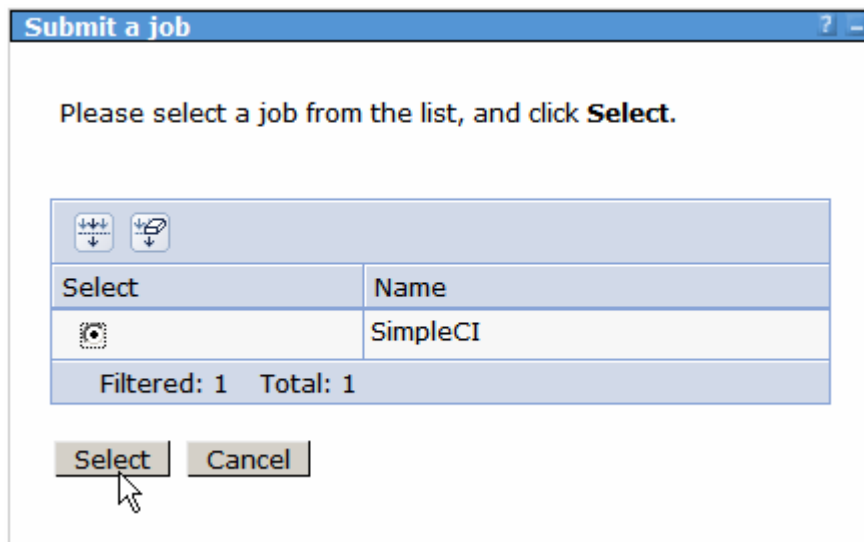 Submit a job ? –
Please select a job from the list, and click Select.
Select Name
SimpleCI
Filtered: 1 Total: 1
Select Cancel